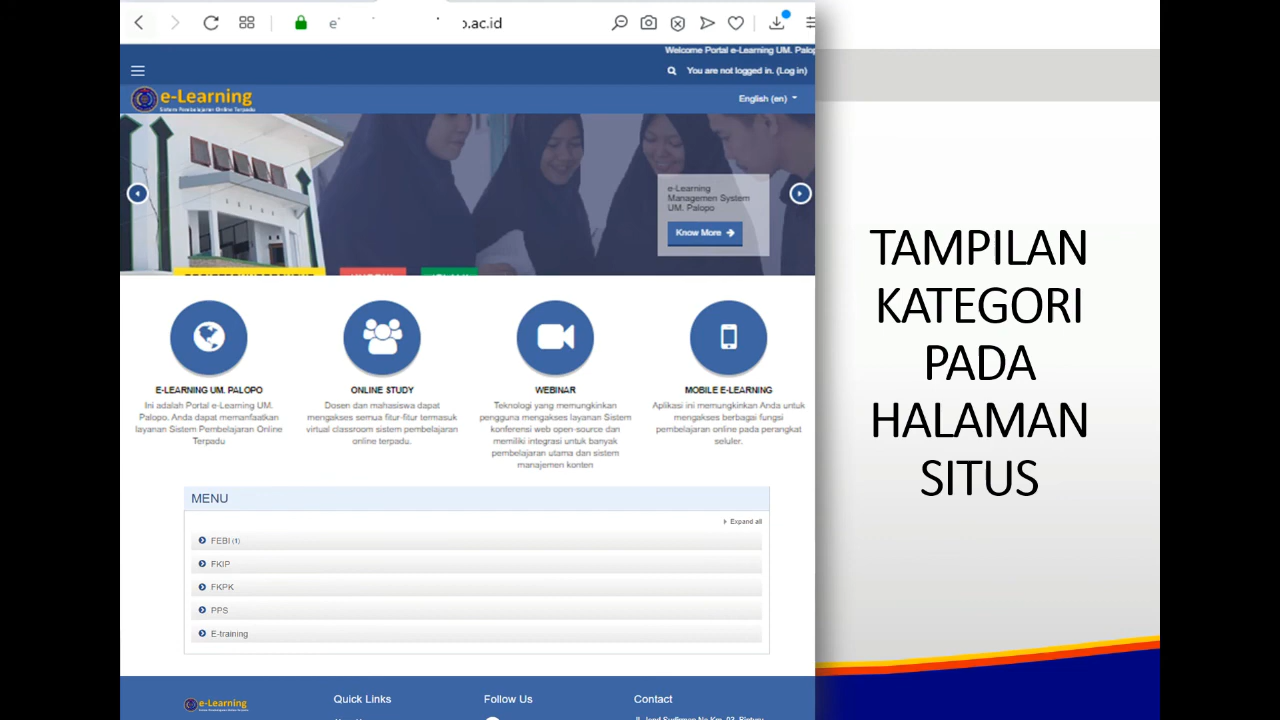 .ac.id
Welcome Portal e-Learning UM. Palop
You are not logged in. (Log in)
e-Learning
Sistem Pembelajaran Online Terpadu
English (en)
e-Learning
Managemen System
UM. Palopo
Know More
E-LEARNING UM. PALOPO
Ini adalah Portal e-Learning UM.
Palopo. Anda dapat memanfaatkan
layanan Sistem Pembelajaran Online
Terpadu
ONLINE STUDY
Dosen dan mahasiswa dapat
mengakses semua fitur-fitur termasuk
virtual classroom sistem pembelajaran
online terpadu.
WEBINAR
Teknologi yang memungkinkan
pengguna mengakses layanan Sistem
konferensi web open-source dan
memiliki integrasi untuk banyak
pembelajaran utama dan sistem
manajemen konten
MOBILE E-LEARNING
Aplikasi ini memungkinkan Anda untuk
mengakses berbagai fungsi
pembelajaran online pada perangkat
seluler.
MENU
Expand all
FEBI (1)
FKIP
FKPK
PPS
E-training
e-Learning
Quick Links
Follow Us
Contact
TAMPILAN
KATEGORI
PADA
HALAMAN
SITUS